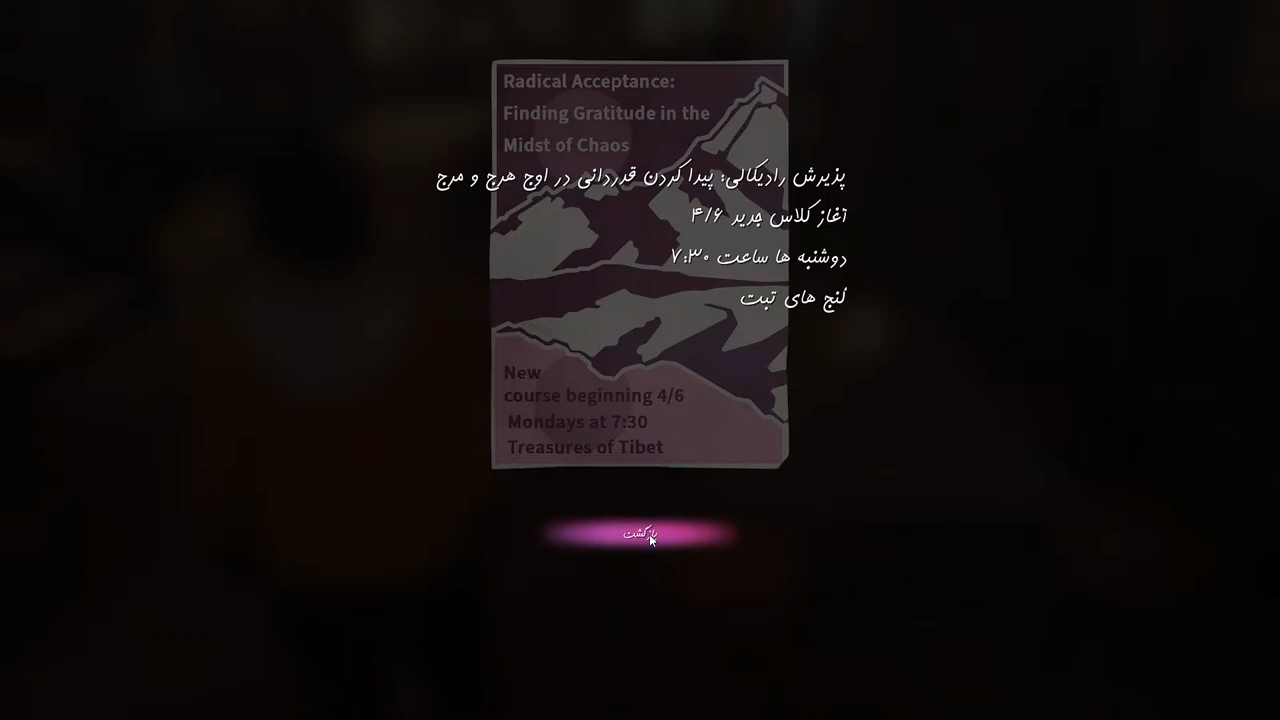 Radical Acceptance:
Finding Gratitude in the
Midst of Chaos
پذیرش رادیکالی: پیدا کردن قدردانی در اوج هرج و مرج
آغاز کلاس جدید ۴/۶
دوشنبه ها ساعت ۷:۳۰
گنج های تبت
New
course beginning 4/6
Mondays at 7:30
Treasures of Tibet
بازگشت